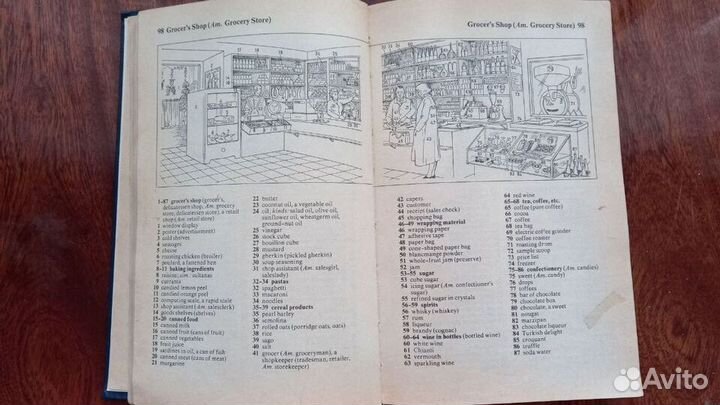 98 Grocer's Shop (Am. Grocery Store)
1-87 grocer's shop (grocer's,
delicatessen shop, Am. grocery
store, delicatessen store), a retail
shop (Am. retail store)
1 window display
2 poster (advertisement)
3 cold shelves
4 sausages
5 cheese
6 roasting chicken (broiler)
7 poulard, a fattened hen
8-11 baking ingredients
8 raisins; sim.: sultanas
9 currants
10 candied lemon peel
11 candied orange peel
12 computing scale, a rapid scale
13 shop assistant (Am. salesclerk)
14 goods shelves (shelves)
15-20 canned food
15 canned milk
16 canned fruit (cans of fruit)
17 canned vegetables
18 fruit juice
19 sardines in oil, a can of fish
20 canned meat (cans of meat)
21 margarine
22 butter
23 coconut oil, a vegetable oil
24 oil; kinds: salad oil, olive oil,
sunflower oil, wheatgerm oil,
ground-nut oil
25 vinegar
26 stock cube
27 bouillon cube
28 mustard
29 gherkin (pickled gherkin)
30 soup seasoning
31 shop assistant (Am. salesgirl,
saleslady)
32-34 pastas
32 spaghetti
33 macaroni
34 noodles
35-39 cereal products
35 pearl barley
36 semolina
37 rolled oats (porridge oats, oats)
38 rice
39 sago
40 salt
41 grocer (Am. groceryman), a
shopkeeper (tradesman, retailer,
Am. storekeeper)
Grocer's Shop (Am. Grocery Store) 98
42 capers
43 customer
44 receipt (sales check)
45 shopping bag
46-49 wrapping material
46 wrapping paper
47 adhesive tape
48 paper bag
49 cone-shaped paper bag
50 blancmange powder
51 whole-fruit jam (preserve)
52 jam
53-55 sugar
53 cube sugar
54 icing sugar (Am. confectioner's
sugar)
55 refined sugar in crystals
56-59 spirits
56 whisky (whiskey)
57 rum
58 liqueur
59 brandy (cognac)
60-64 wine in bottles (bottled wine)
60 white wine
61 Chianti
62 vermouth
63 sparkling wine
64 red wine
65-68 tea, coffee, etc.
65 coffee (pure coffee)
66 cocoa
67 coffee
68 tea bag
69 electric coffee grinder
70 coffee roaster
71 roasting drum
72 sample scoop
73 price list
74 freezer
75-86 confectionery (Am. candies)
75 sweet (Am. candy)
76 drops
77 toffees
78 bar of chocolate
79 chocolate box
80 chocolate, a sweet
81 nougat
82 marzipan
83 chocolate liqueur
84 Turkish delight
85 croquant
86 truffle
87 soda water
Avito